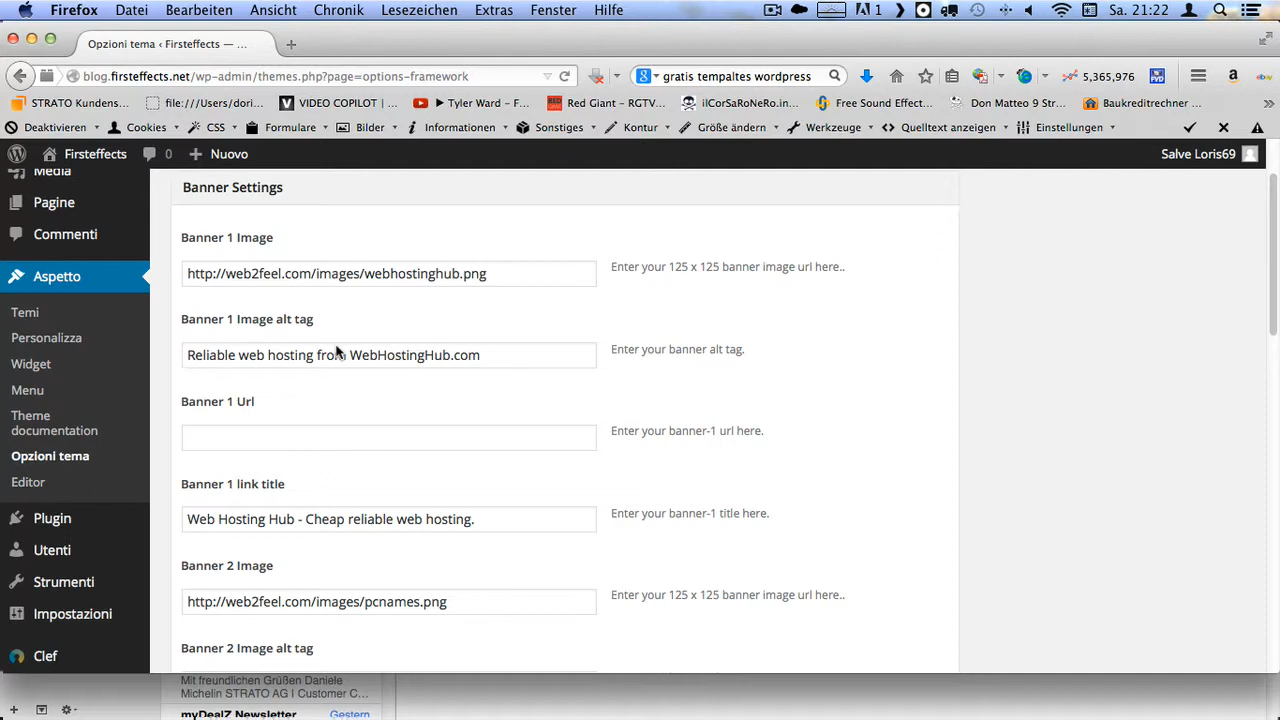 Firefox Datei Bearbeiten Ansicht Chronik Lesezeichen Extras Fenster Hilfe 1 Sa. 21:22
Opzioni tema ‹ Firsteffects — ...
blog.firsteffects.net/wp-admin/themes.php?page=options-framework gratis tempaltes wordpress 5,365,976
STRATO Kundens... file:///Users/dori... VIDEO COPILOT | ... Tyler Ward - F... Red Giant - RGTV... ilCorSaRoNeRo.in... Free Sound Effect... Don Matteo 9 Str... Baukreditrechner ...
Deaktivieren Cookies CSS Formulare Bilder Informationen Sonstiges Kontur Größe ändern Werkzeuge Quelltext anzeigen Einstellungen
Firsteffects 0 Nuovo Salve Loris69
Media
Pagine
Commenti
Aspetto
Temi
Personalizza
Widget
Menu
Theme
documentation
Opzioni tema
Editor
Plugin
Utenti
Strumenti
Impostazioni
Clef
Banner Settings
Banner 1 Image
http://web2feel.com/images/webhostinghub.png
Enter your 125 x 125 banner image url here..
Banner 1 Image alt tag
Reliable web hosting from WebHostingHub.com
Enter your banner alt tag.
Banner 1 Url
Enter your banner-1 url here.
Banner 1 link title
Web Hosting Hub - Cheap reliable web hosting.
Enter your banner-1 title here.
Banner 2 Image
http://web2feel.com/images/pcnames.png
Enter your 125 x 125 banner image url here..
Banner 2 Image alt tag
Mit freundlichen Grüßen Daniele
Michelin STRATO AG I Customer C...
myDealZ Newsletter Gestern